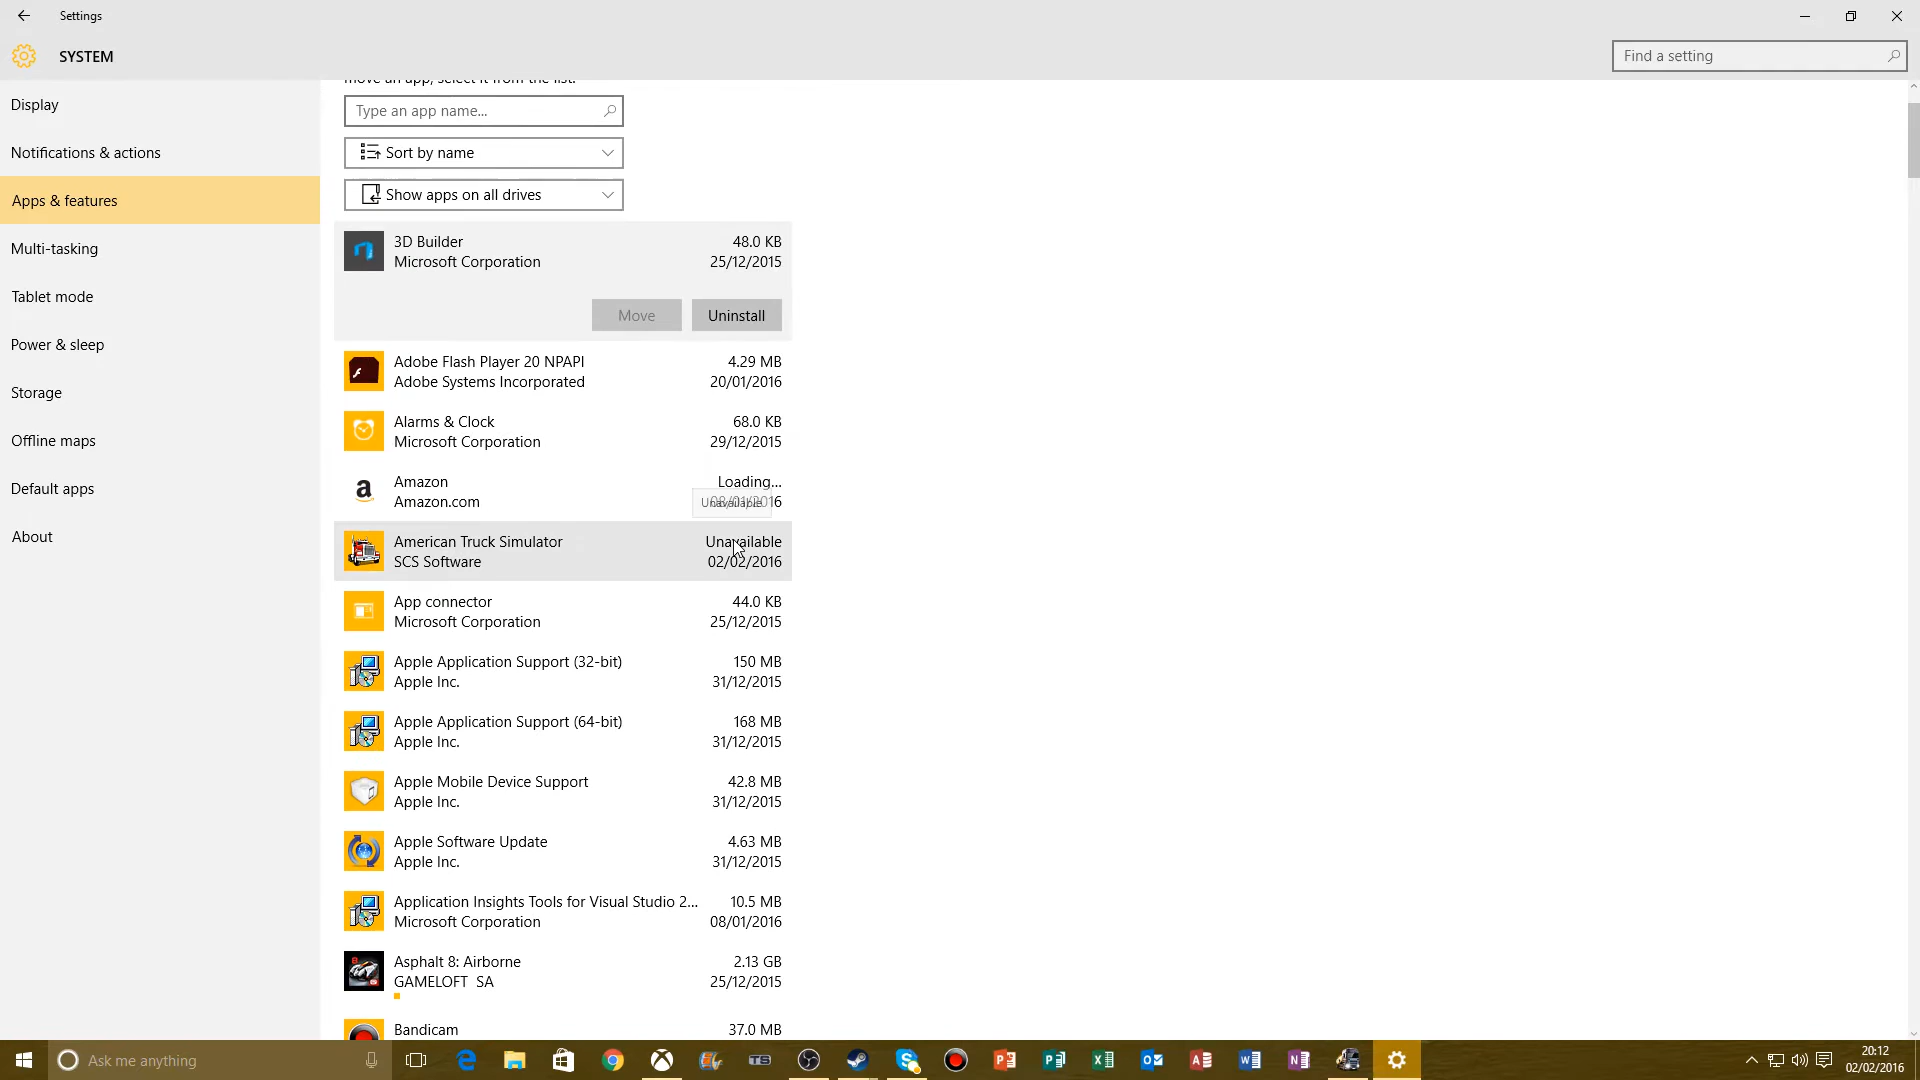 Settings
SYSTEM
Find a setting
Display
Notifications & actions
Apps & features
Multi-tasking
Tablet mode
Power & sleep
Storage
Offline maps
Default apps
About
move an app, select it from the list.
Type an app name...
Sort by name
Show apps on all drives
3D Builder 48.0 KB
Microsoft Corporation 25/12/2015
Move Uninstall
Adobe Flash Player 20 NPAPI 4.29 MB
Adobe Systems Incorporated 20/01/2016
Alarms & Clock 68.0 KB
Microsoft Corporation 29/12/2015
Amazon Loading...
Amazon.com 08/01/2016
Unavailable
American Truck Simulator Unavailable
SCS Software 02/02/2016
App connector 44.0 KB
Microsoft Corporation 25/12/2015
Apple Application Support (32-bit) 150 MB
Apple Inc. 31/12/2015
Apple Application Support (64-bit) 168 MB
Apple Inc. 31/12/2015
Apple Mobile Device Support 42.8 MB
Apple Inc. 31/12/2015
Apple Software Update 4.63 MB
Apple Inc. 31/12/2015
Application Insights Tools for Visual Studio 2... 10.5 MB
Microsoft Corporation 08/01/2016
Asphalt 8: Airborne 2.13 GB
GAMELOFT SA 25/12/2015
Bandicam 37.0 MB
Ask me anything
20:12
02/02/2016